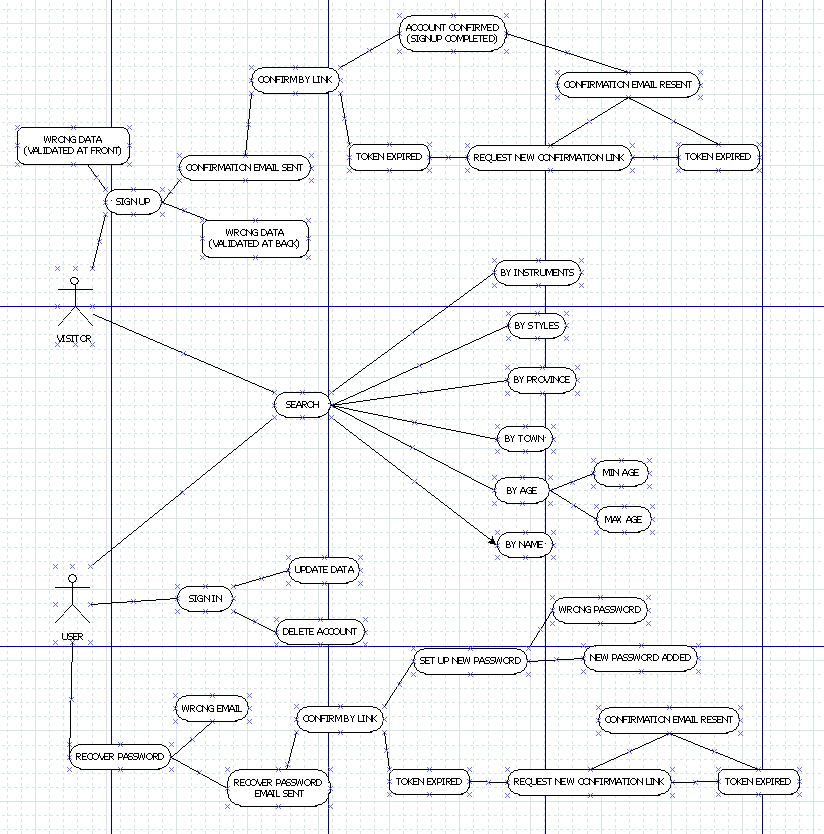 ACCOUNT CONFIRMED
(SIGNUP COMPLETED)
CONFIRM BY LINK
CONFIRMATION EMAIL RESENT
WRONG DATA
(VALIDATED AT FRONT)
CONFIRMATION EMAIL SENT
TOKEN EXPIRED
REQUEST NEW CONFIRMATION LINK
TOKEN EXPIRED
SIGN UP
WRONG DATA
(VALIDATED AT BACK)
BY INSTRUMENTS
VISITOR
BY STYLES
BY PROVINCE
SEARCH
BY TOWN
MIN AGE
BY AGE
MAX AGE
BY NAME
UPDATE DATA
SIGN IN
WRONG PASSWORD
USER
DELETE ACCOUNT
SET UP NEW PASSWORD
NEW PASSWORD ADDED
WRONG EMAIL
CONFIRM BY LINK
CONFIRMATION EMAIL RESENT
RECOVER PASSWORD
RECOVER PASSWORD
EMAIL SENT
TOKEN EXPIRED
REQUEST NEW CONFIRMATION LINK
TOKEN EXPIRED